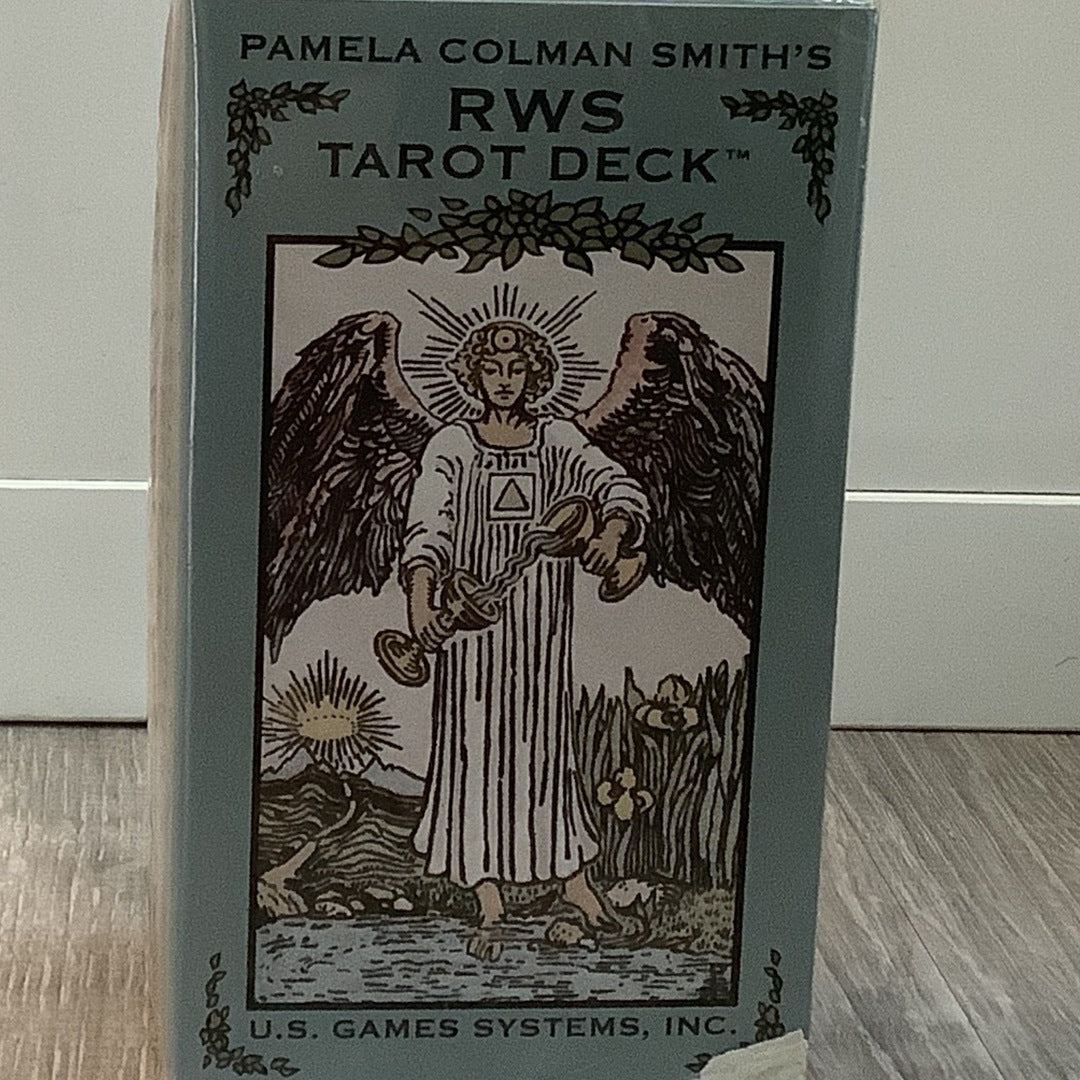 PAMELA COLMAN SMITH'S
RWS
TAROT DECK™
U.S. GAMES SYSTEMS, INC.